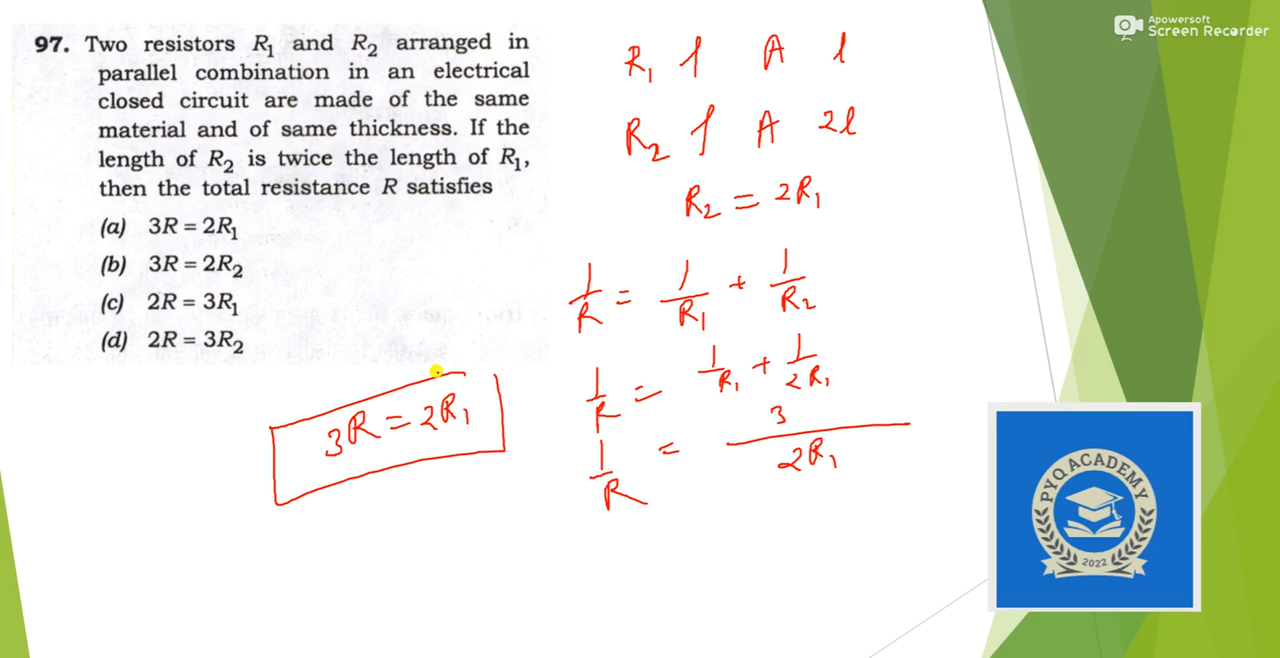 Apowersoft
Screen Recorder
97. Two resistors R₁ and R₂ arranged in
parallel combination in an electrical
closed circuit are made of the same
material and of same thickness. If the
length of R₂ is twice the length of R₁,
then the total resistance R satisfies
(a) 3R = 2R₁
(b) 3R = 2R₂
(c) 2R = 3R₁
(d) 2R = 3R₂
R₁ ρ A l
R₂ ρ A 2l
R₂ = 2R₁
1/R = 1/R₁ + 1/R₂
1/R = 1/R₁ + 1/2R₁
1/R = 3/2R₁
3R = 2R₁
PYQ ACADEMY
2022